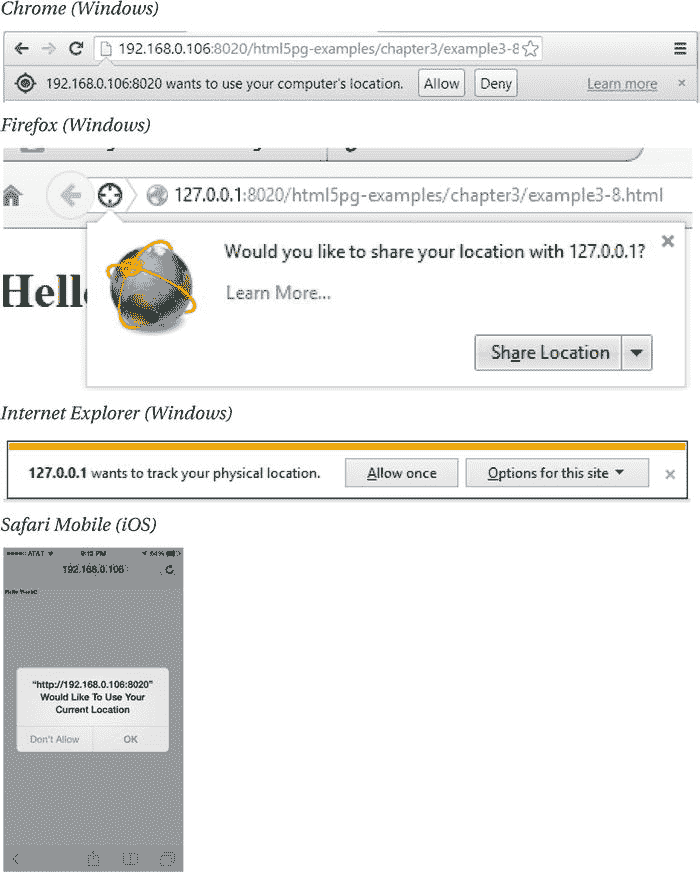 Chrome (Windows)
192.168.0.106:8020/html5pg-examples/chapter3/example3-8
192.168.0.106:8020 wants to use your computer's location. Allow Deny Learn more ×
Firefox (Windows)
127.0.0.1:8020/html5pg-examples/chapter3/example3-8.html
Would you like to share your location with 127.0.0.1? ×
Hell
Learn More...
Share Location
Internet Explorer (Windows)
127.0.0.1 wants to track your physical location. Allow once Options for this site ×
Safari Mobile (iOS)
AT&T 9:13 PM
192.168.0.106
"http://192.168.0.106:8020"
Would Like To Use Your
Current Location
Don't Allow OK